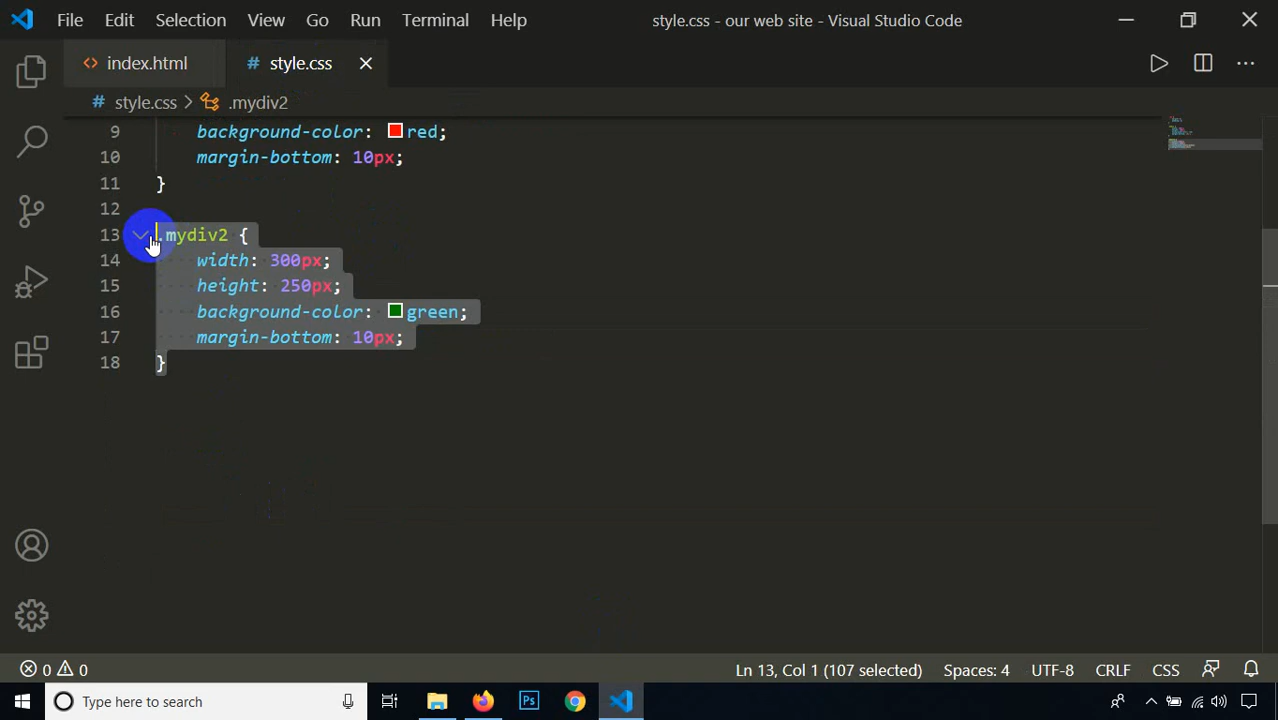 File Edit Selection View Go Run Terminal Help style.css - our web site - Visual Studio Code
<> index.html # style.css
# style.css > .mydiv2
9 background-color: red;
10 margin-bottom: 10px;
11 }
12
13 .mydiv2 {
14 width: 300px;
15 height: 250px;
16 background-color: green;
17 margin-bottom: 10px;
18 }
0 0 Ln 13, Col 1 (107 selected) Spaces: 4 UTF-8 CRLF CSS
Type here to search Ps